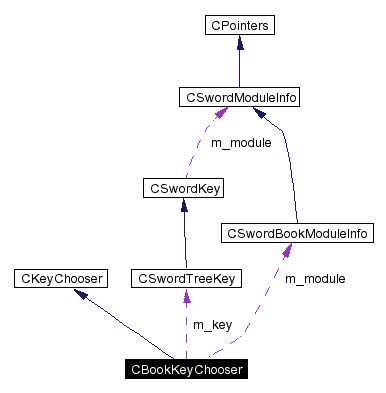 CPointers
CSwordModuleInfo
m_module
CSwordKey
CSwordBookModuleInfo
CKeyChooser
CSwordTreeKey
m_module
m_key
CBookKeyChooser